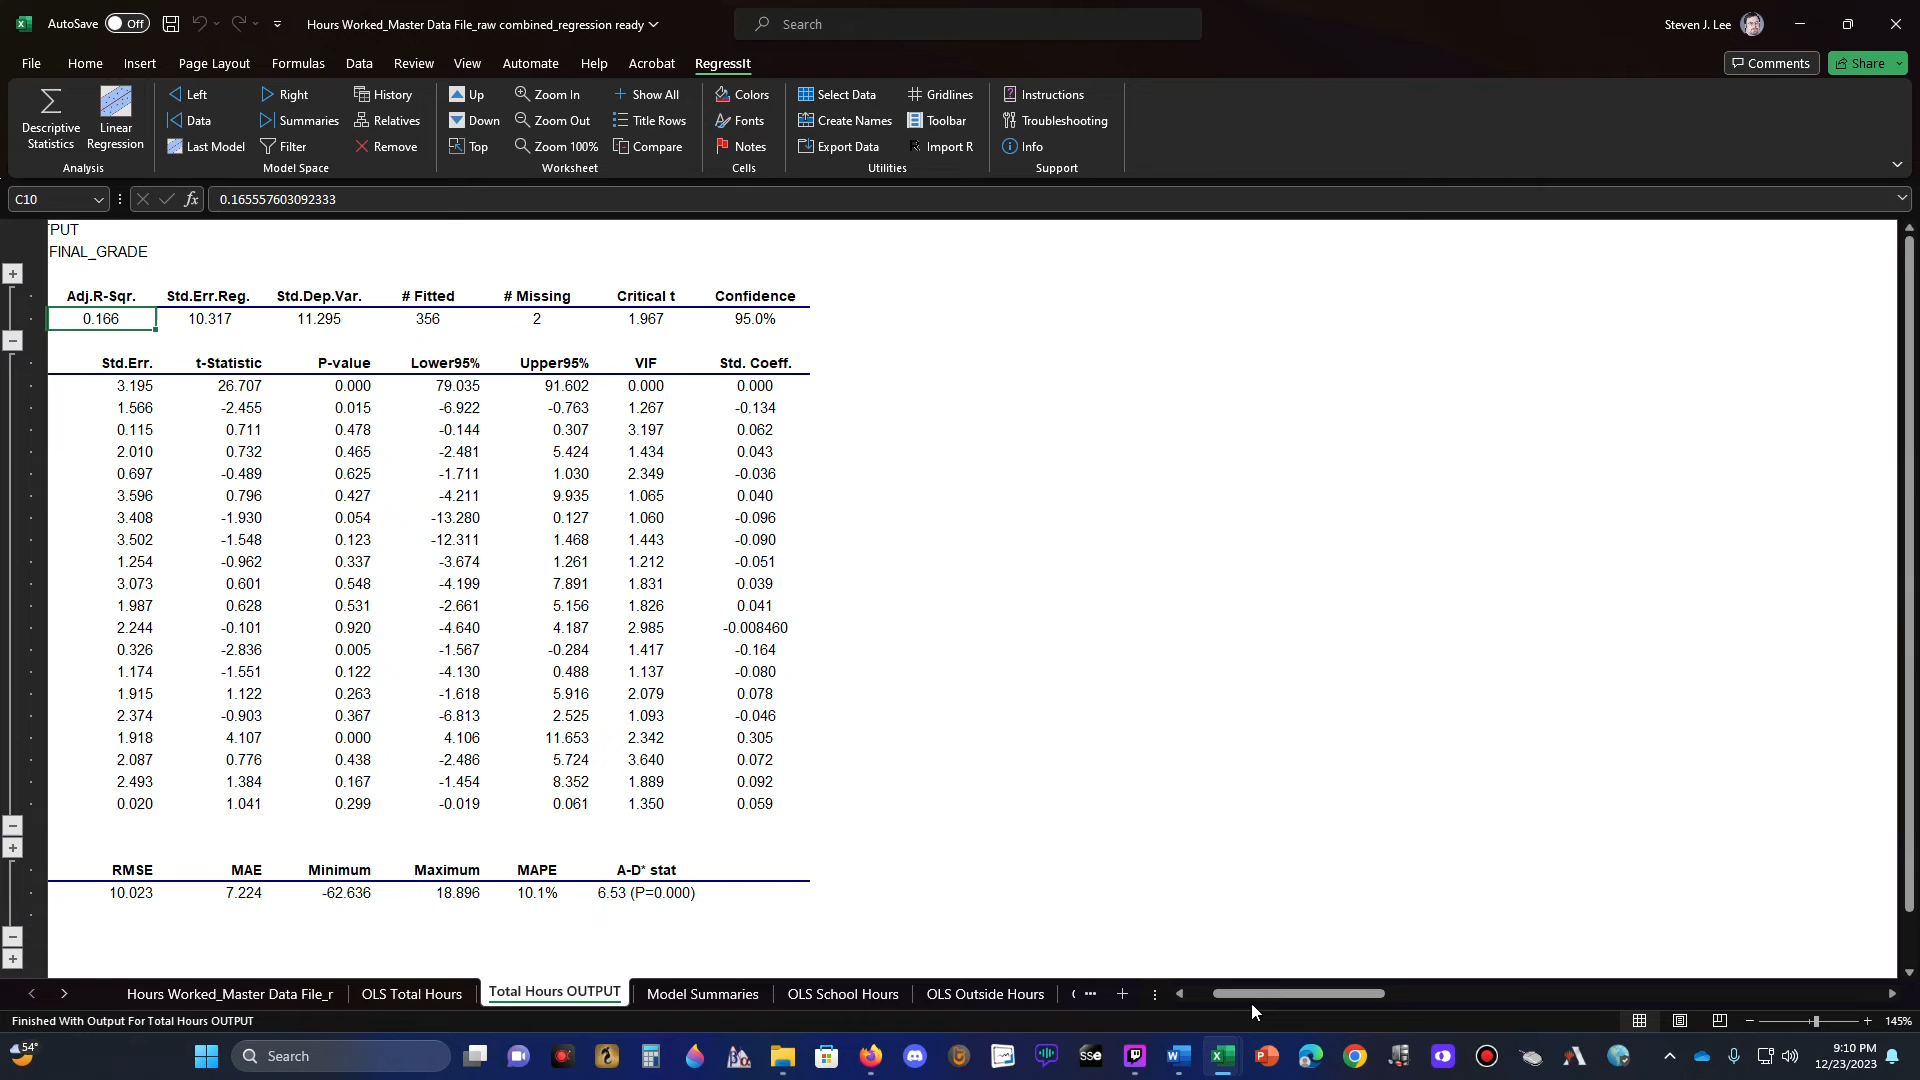 AutoSave Off Hours Worked_Master Data File_raw combined_regression ready Search Steven J. Lee
File Home Insert Page Layout Formulas Data Review View Automate Help Acrobat RegressIt Comments Share
Left Right History Up Zoom In Show All Colors Select Data Gridlines Instructions
Descriptive Statistics Linear Regression Data Summaries Relatives Down Zoom Out Title Rows Fonts Create Names Toolbar Troubleshooting
Last Model Filter Remove Top Zoom 100% Compare Notes Export Data Import R Info
Analysis Model Space Worksheet Cells Utilities Support
C10 fx 0.165557603092333
PUT
FINAL_GRADE
Adj.R-Sqr. Std.Err.Reg. Std.Dep.Var. # Fitted # Missing Critical t Confidence
0.166 10.317 11.295 356 2 1.967 95.0%
Std.Err. t-Statistic P-value Lower95% Upper95% VIF Std. Coeff.
3.195 26.707 0.000 79.035 91.602 0.000 0.000
1.566 -2.455 0.015 -6.922 -0.763 1.267 -0.134
0.115 0.711 0.478 -0.144 0.307 3.197 0.062
2.010 0.732 0.465 -2.481 5.424 1.434 0.043
0.697 -0.489 0.625 -1.711 1.030 2.349 -0.036
3.596 0.796 0.427 -4.211 9.935 1.065 0.040
3.408 -1.930 0.054 -13.280 0.127 1.060 -0.096
3.502 -1.548 0.123 -12.311 1.468 1.443 -0.090
1.254 -0.962 0.337 -3.674 1.261 1.212 -0.051
3.073 0.601 0.548 -4.199 7.891 1.831 0.039
1.987 0.628 0.531 -2.661 5.156 1.826 0.041
2.244 -0.101 0.920 -4.640 4.187 2.985 -0.008460
0.326 -2.836 0.005 -1.567 -0.284 1.417 -0.164
1.174 -1.551 0.122 -4.130 0.488 1.137 -0.080
1.915 1.122 0.263 -1.618 5.916 2.079 0.078
2.374 -0.903 0.367 -6.813 2.525 1.093 -0.046
1.918 4.107 0.000 4.106 11.653 2.342 0.305
2.087 0.776 0.438 -2.486 5.724 3.640 0.072
2.493 1.384 0.167 -1.454 8.352 1.889 0.092
0.020 1.041 0.299 -0.019 0.061 1.350 0.059
RMSE MAE Minimum Maximum MAPE A-D* stat
10.023 7.224 -62.636 18.896 10.1% 6.53 (P=0.000)
Hours Worked_Master Data File_r OLS Total Hours Total Hours OUTPUT Model Summaries OLS School Hours OLS Outside Hours
Finished With Output For Total Hours OUTPUT 145%
54° Search SSe 9:10 PM
12/23/2023